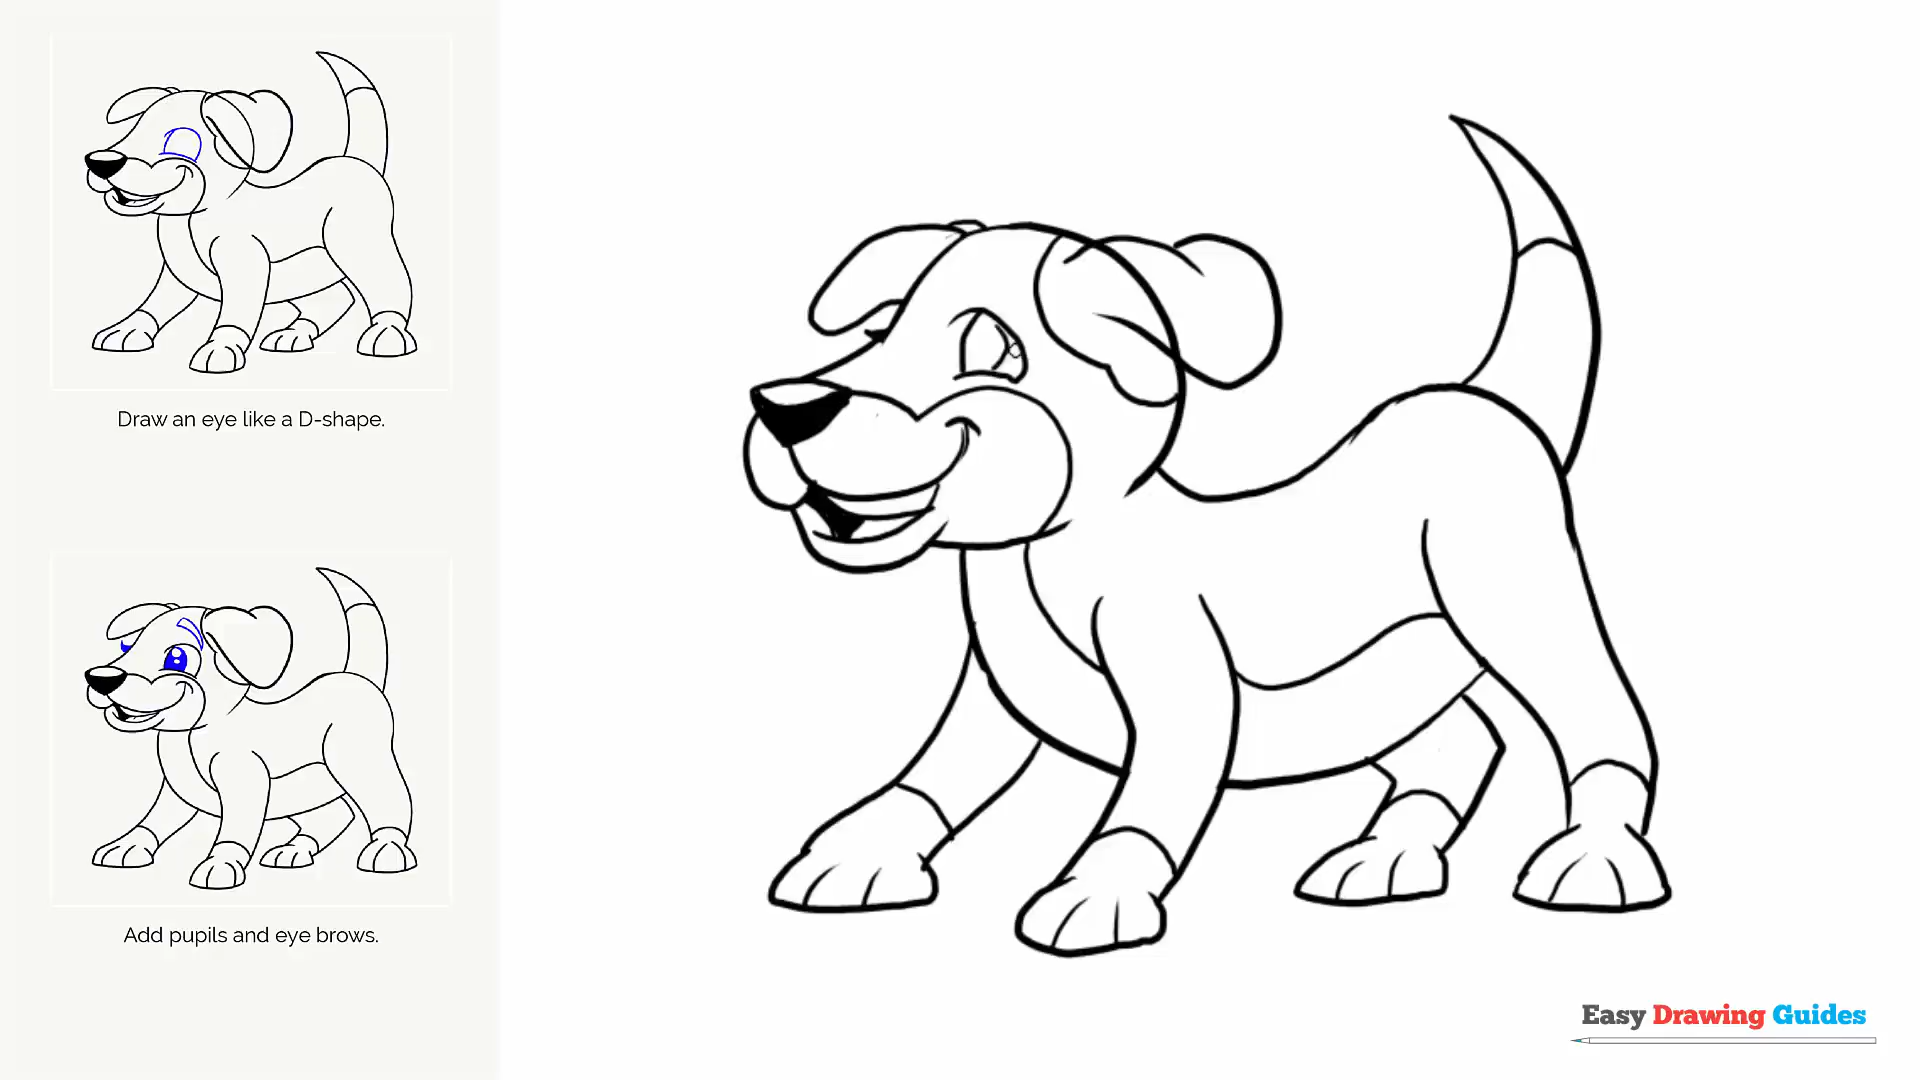 Draw an eye like a D-shape.
Add pupils and eye brows.
Easy Drawing Guides